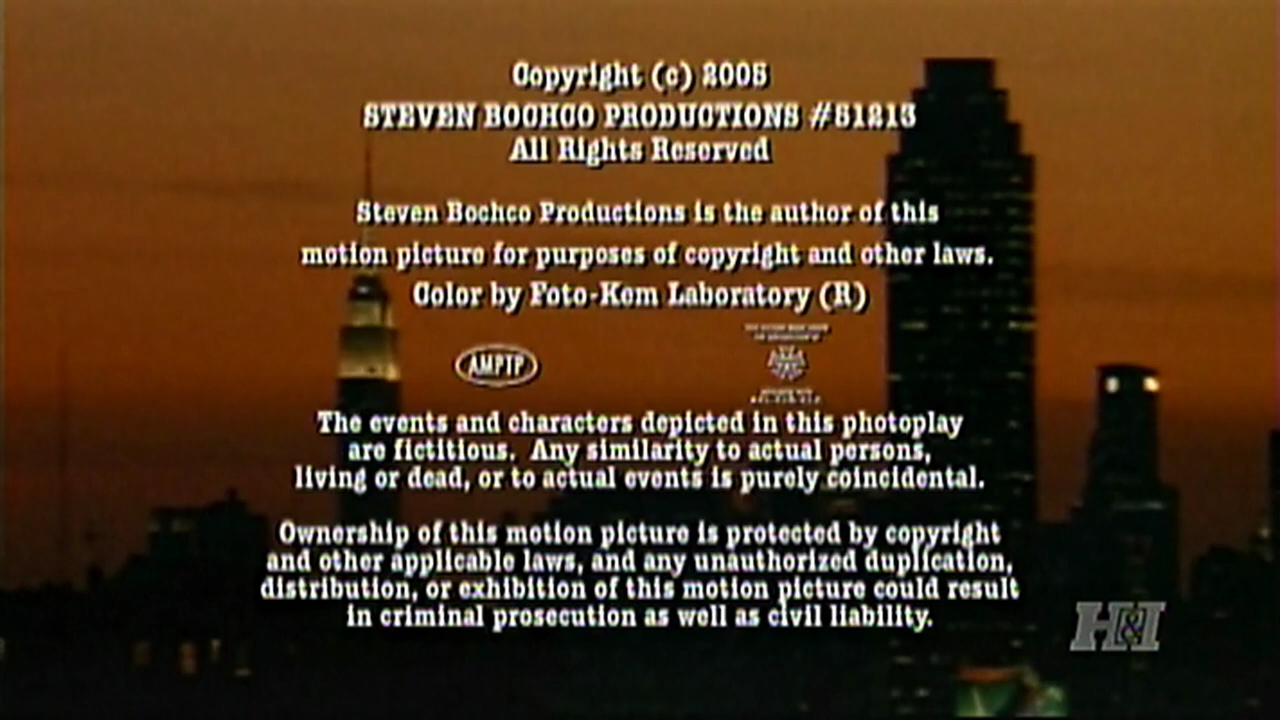 Copyright (c) 2005
STEVEN BOCHCO PRODUCTIONS #51213
All Rights Reserved
Steven Bochco Productions is the author of this
motion picture for purposes of copyright and other laws.
Color by Foto-Kem Laboratory (R)
AMPTP
The events and characters depicted in this photoplay
are fictitious. Any similarity to actual persons,
living or dead, or to actual events is purely coincidental.
Ownership of this motion picture is protected by copyright
and other applicable laws, and any unauthorized duplication,
distribution, or exhibition of this motion picture could result
in criminal prosecution as well as civil liability.
H&I